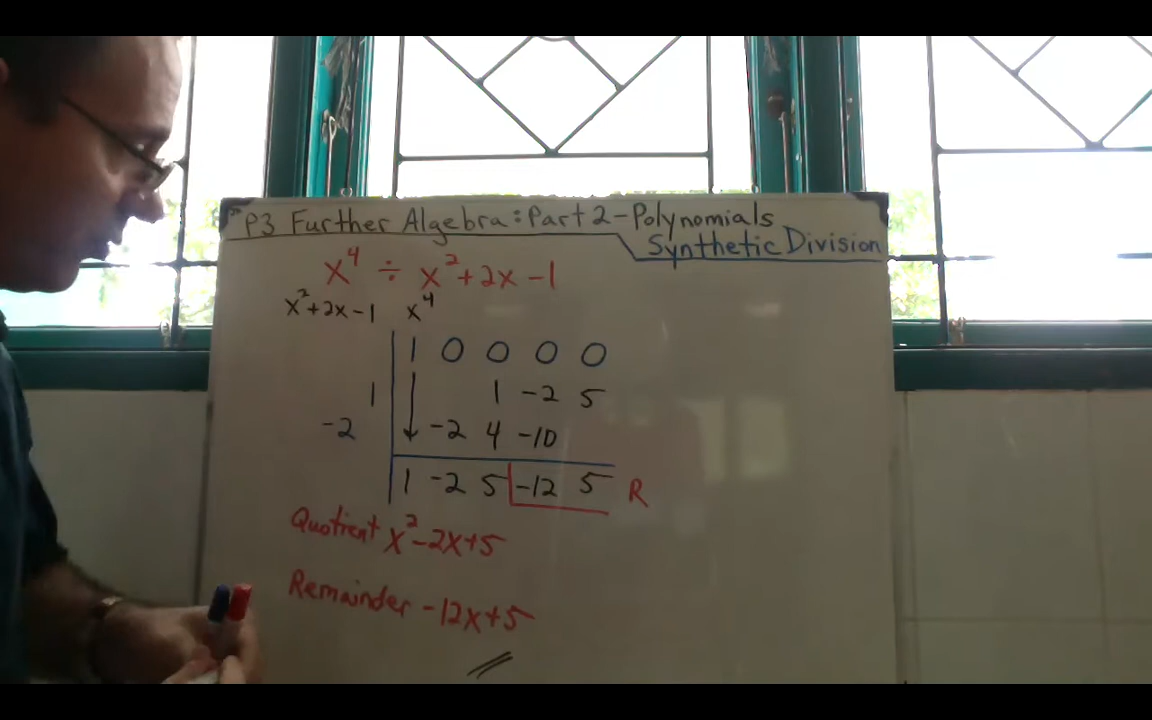 P3 Further Algebra: Part 2 - Polynomials
Synthetic Division
x⁴ ÷ x²+2x-1
x²+2x-1 x⁴
1 0 0 0 0
1 1 -2 5
-2 -2 4 -10
1 -2 5 -12 5 R
Quotient x²-2x+5
Remainder -12x+5